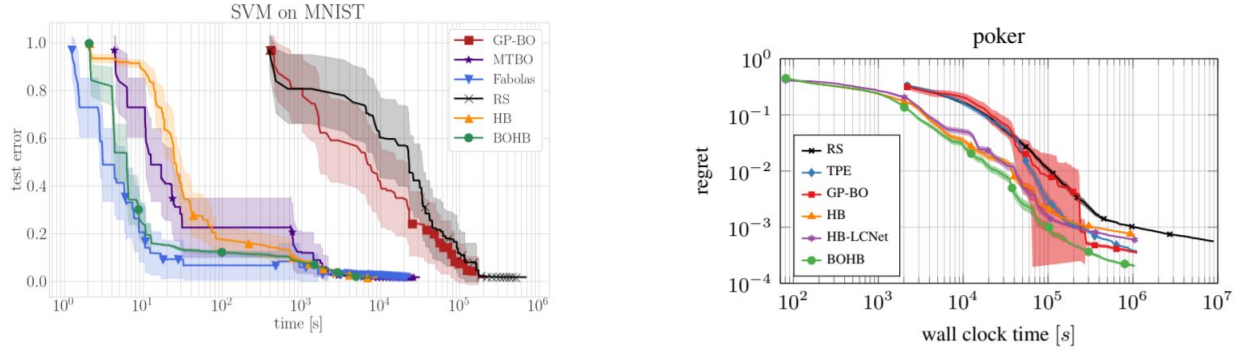 SVM on MNIST
test error
1.0
0.8
0.6
0.4
0.2
0.0
10^0 10^1 10^2 10^3 10^4 10^5 10^6
time [s]
GP-BO
MTBO
Fabolas
RS
HB
BOHB
poker
regret
10^0
10^−1
10^−2
10^−3
10^−4
10^2 10^3 10^4 10^5 10^6 10^7
wall clock time [s]
RS
TPE
GP-BO
HB
HB-LCNet
BOHB